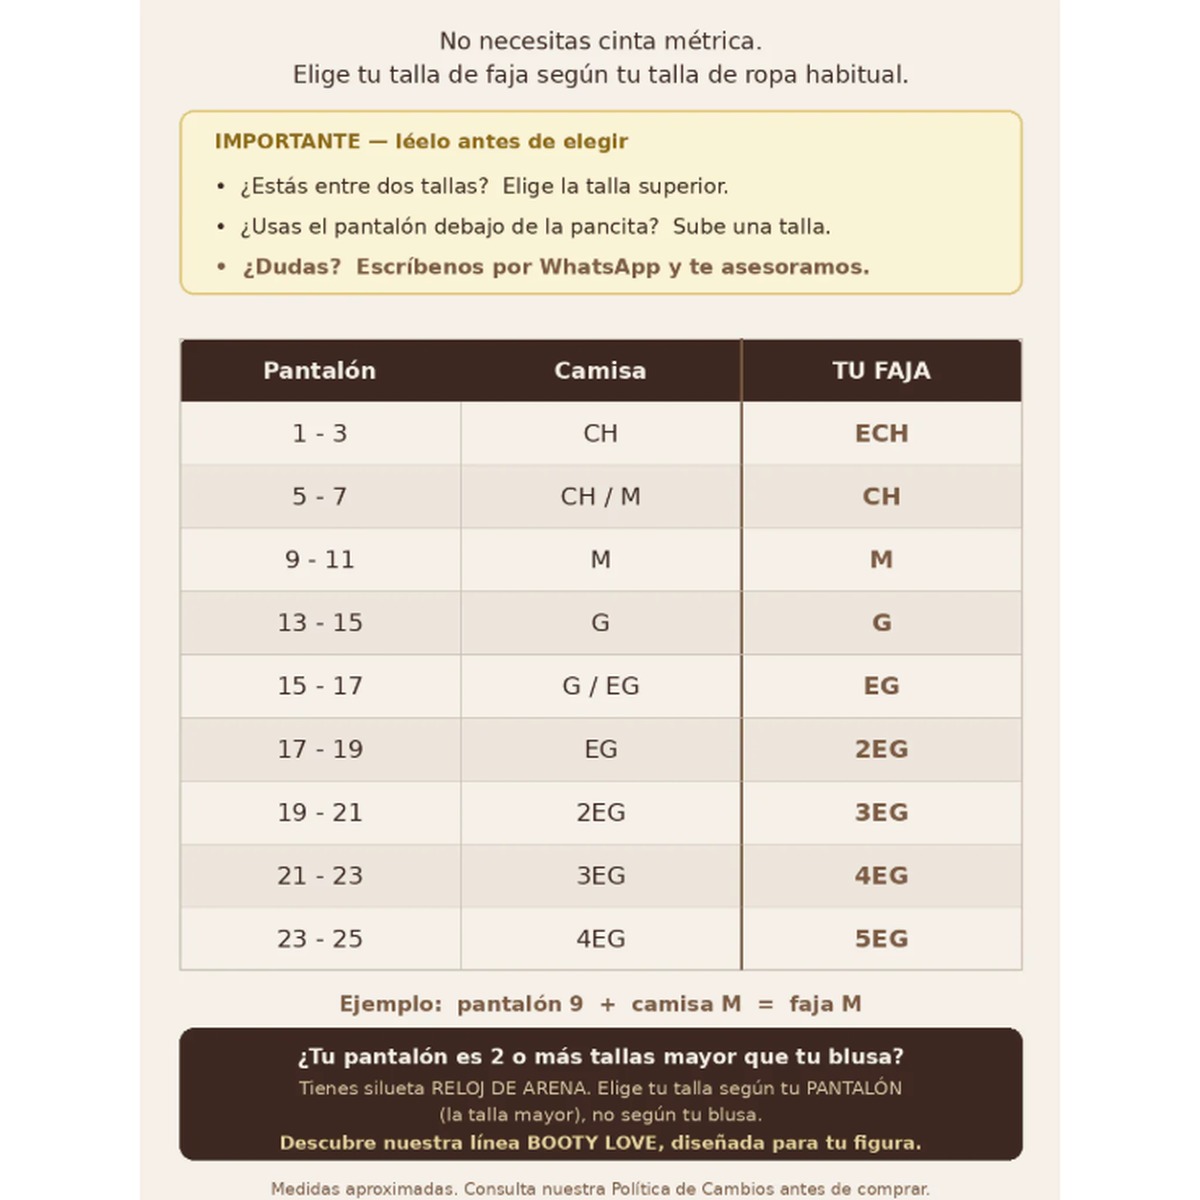 No necesitas cinta métrica.
Elige tu talla de faja según tu talla de ropa habitual.
IMPORTANTE — léelo antes de elegir
• ¿Estás entre dos tallas? Elige la talla superior.
• ¿Usas el pantalón debajo de la pancita? Sube una talla.
• ¿Dudas? Escríbenos por WhatsApp y te asesoramos.
Pantalón Camisa TU FAJA
1 - 3 CH ECH
5 - 7 CH / M CH
9 - 11 M M
13 - 15 G G
15 - 17 G / EG EG
17 - 19 EG 2EG
19 - 21 2EG 3EG
21 - 23 3EG 4EG
23 - 25 4EG 5EG
Ejemplo: pantalón 9 + camisa M = faja M
¿Tu pantalón es 2 o más tallas mayor que tu blusa?
Tienes silueta RELOJ DE ARENA. Elige tu talla según tu PANTALÓN
(la talla mayor), no según tu blusa.
Descubre nuestra línea BOOTY LOVE, diseñada para tu figura.
Medidas aproximadas. Consulta nuestra Política de Cambios antes de comprar.